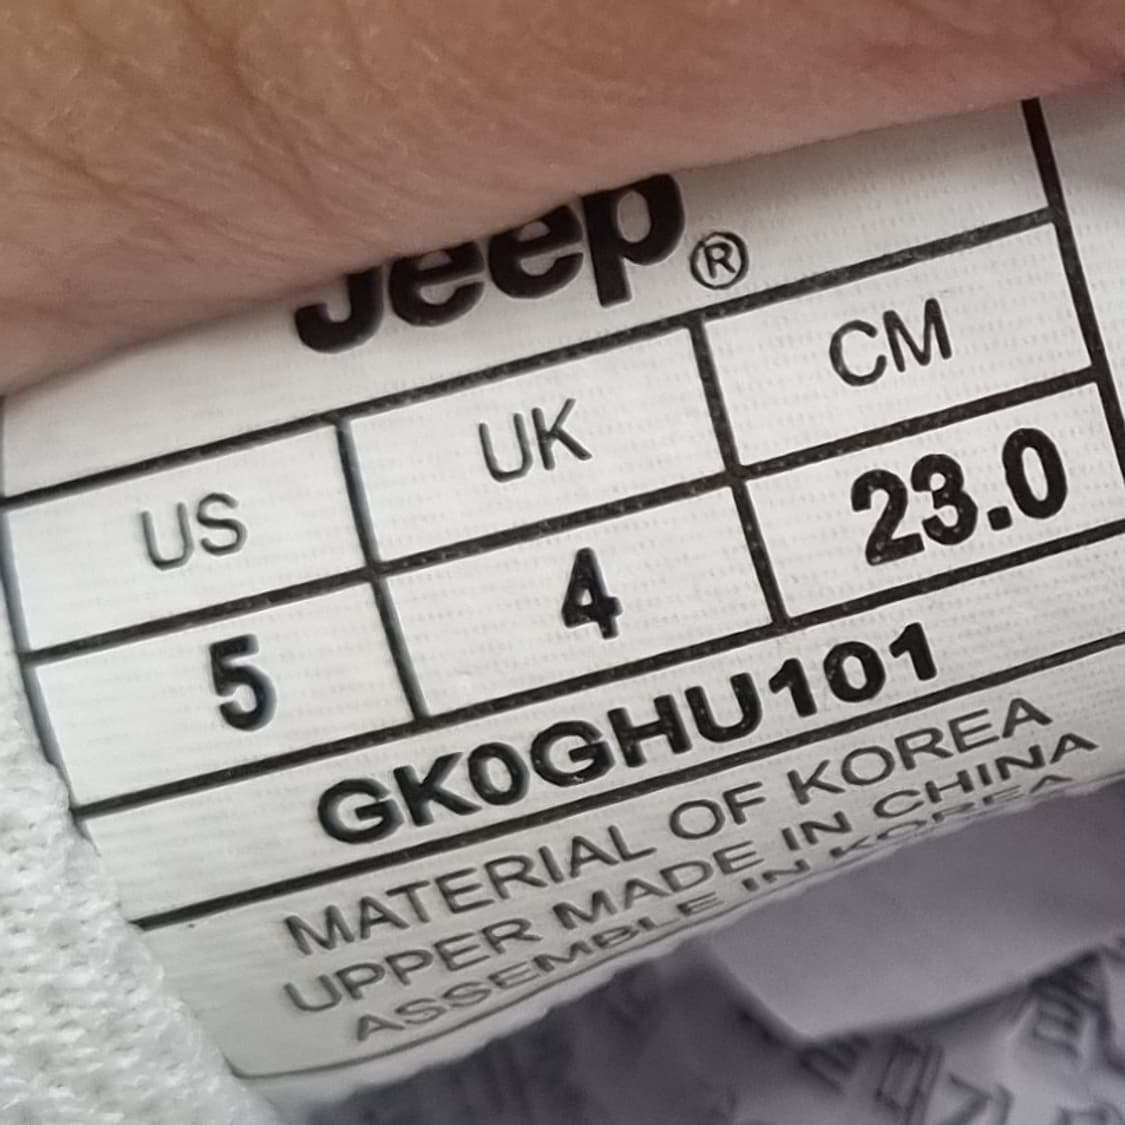 Jeep®
US UK CM
5 4 23.0
GK0GHU101
MATERIAL OF KOREA
UPPER MADE IN CHINA
ASSEMBLE IN KOREA